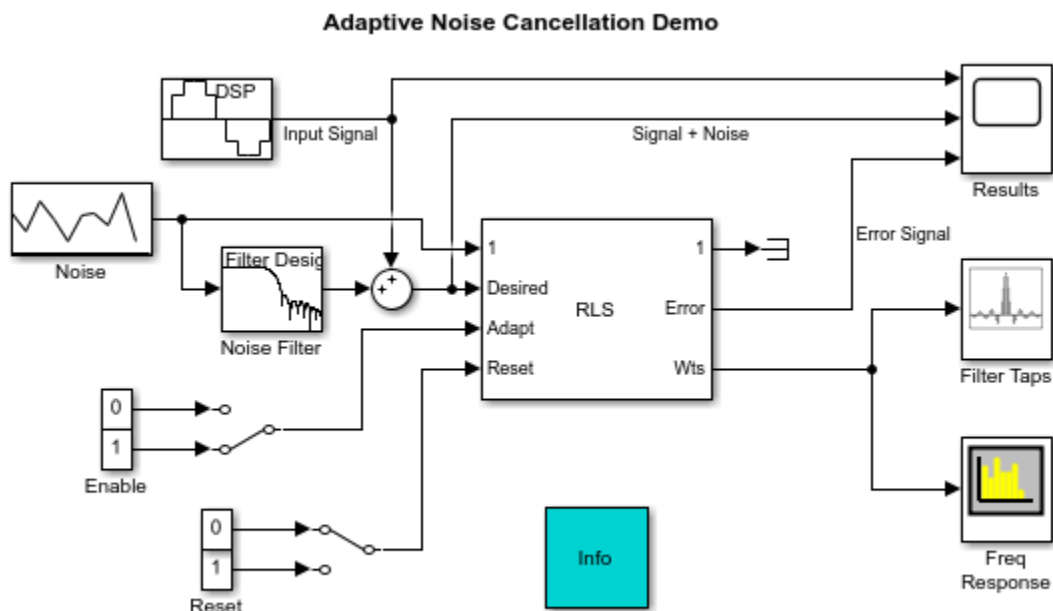 Adaptive Noise Cancellation Demo
DSP
Input Signal
Signal + Noise
Results
Noise
Filter Desig
Noise Filter
1
Desired
Adapt
Reset
RLS
1
Error
Wts
Error Signal
Filter Taps
0
1
Enable
0
1
Reset
Info
Freq
Response